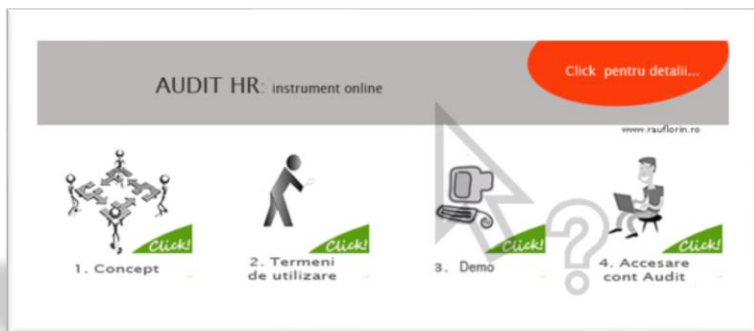 Click pentru detalii...
AUDIT HR: instrument online
www.rauflorin.ro
Click!
Click!
Click!
Click!
1. Concept
2. Termeni
de utilizare
3. Demo
4. Accesare
cont Audit
?